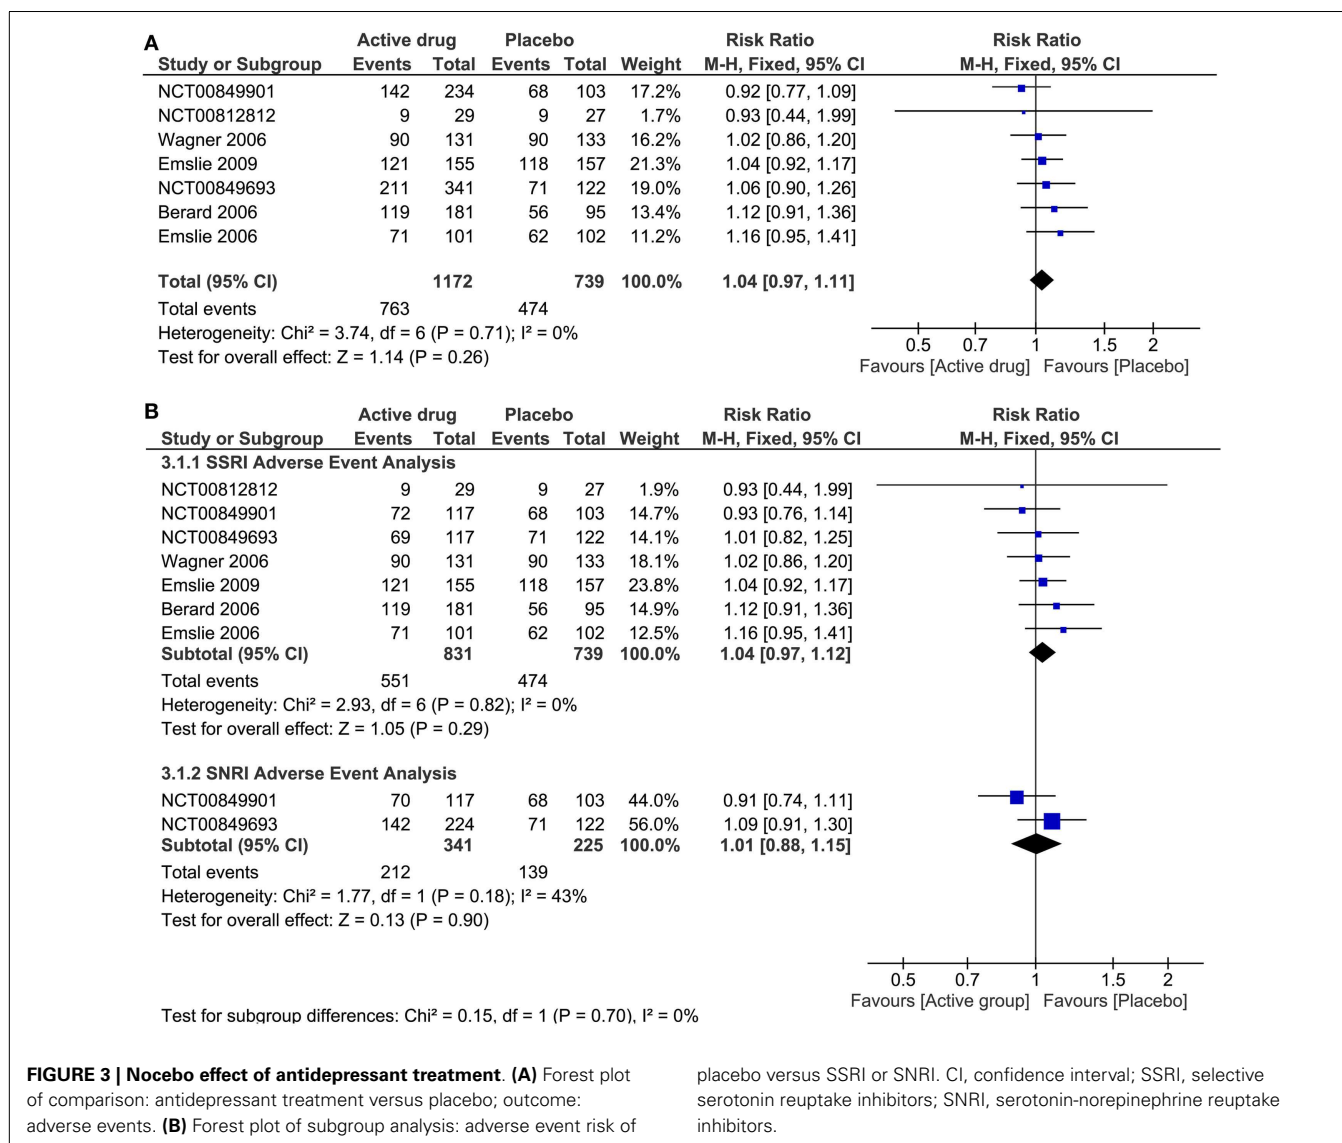 A
Active drug Placebo Risk Ratio Risk Ratio
Study or Subgroup Events Total Events Total Weight M-H, Fixed, 95% CI M-H, Fixed, 95% CI
NCT00849901 142 234 68 103 17.2% 0.92 [0.77, 1.09]
NCT00812812 9 29 9 27 1.7% 0.93 [0.44, 1.99]
Wagner 2006 90 131 90 133 16.2% 1.02 [0.86, 1.20]
Emslie 2009 121 155 118 157 21.3% 1.04 [0.92, 1.17]
NCT00849693 211 341 71 122 19.0% 1.06 [0.90, 1.26]
Berard 2006 119 181 56 95 13.4% 1.12 [0.91, 1.36]
Emslie 2006 71 101 62 102 11.2% 1.16 [0.95, 1.41]
Total (95% CI) 1172 739 100.0% 1.04 [0.97, 1.11]
Total events 763 474
Heterogeneity: Chi² = 3.74, df = 6 (P = 0.71); I² = 0%
Test for overall effect: Z = 1.14 (P = 0.26)
0.5 0.7 1 1.5 2
Favours [Active drug] Favours [Placebo]
B
Active drug Placebo Risk Ratio Risk Ratio
Study or Subgroup Events Total Events Total Weight M-H, Fixed, 95% CI M-H, Fixed, 95% CI
3.1.1 SSRI Adverse Event Analysis
NCT00812812 9 29 9 27 1.9% 0.93 [0.44, 1.99]
NCT00849901 72 117 68 103 14.7% 0.93 [0.76, 1.14]
NCT00849693 69 117 71 122 14.1% 1.01 [0.82, 1.25]
Wagner 2006 90 131 90 133 18.1% 1.02 [0.86, 1.20]
Emslie 2009 121 155 118 157 23.8% 1.04 [0.92, 1.17]
Berard 2006 119 181 56 95 14.9% 1.12 [0.91, 1.36]
Emslie 2006 71 101 62 102 12.5% 1.16 [0.95, 1.41]
Subtotal (95% CI) 831 739 100.0% 1.04 [0.97, 1.12]
Total events 551 474
Heterogeneity: Chi² = 2.93, df = 6 (P = 0.82); I² = 0%
Test for overall effect: Z = 1.05 (P = 0.29)
3.1.2 SNRI Adverse Event Analysis
NCT00849901 70 117 68 103 44.0% 0.91 [0.74, 1.11]
NCT00849693 142 224 71 122 56.0% 1.09 [0.91, 1.30]
Subtotal (95% CI) 341 225 100.0% 1.01 [0.88, 1.15]
Total events 212 139
Heterogeneity: Chi² = 1.77, df = 1 (P = 0.18); I² = 43%
Test for overall effect: Z = 0.13 (P = 0.90)
0.5 0.7 1 1.5 2
Favours [Active group] Favours [Placebo]
Test for subgroup differences: Chi² = 0.15, df = 1 (P = 0.70), I² = 0%
FIGURE 3 | Nocebo effect of antidepressant treatment. (A) Forest plot
of comparison: antidepressant treatment versus placebo; outcome:
adverse events. (B) Forest plot of subgroup analysis: adverse event risk of
placebo versus SSRI or SNRI. CI, confidence interval; SSRI, selective
serotonin reuptake inhibitors; SNRI, serotonin-norepinephrine reuptake
inhibitors.